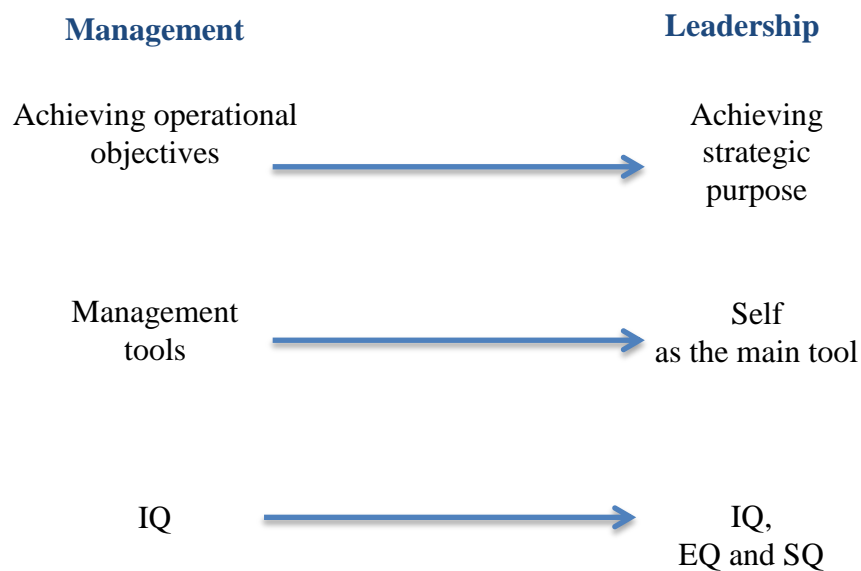 Management
Leadership
Achieving operational
objectives
Achieving
strategic
purpose
Management
tools
Self
as the main tool
IQ
IQ,
EQ and SQ